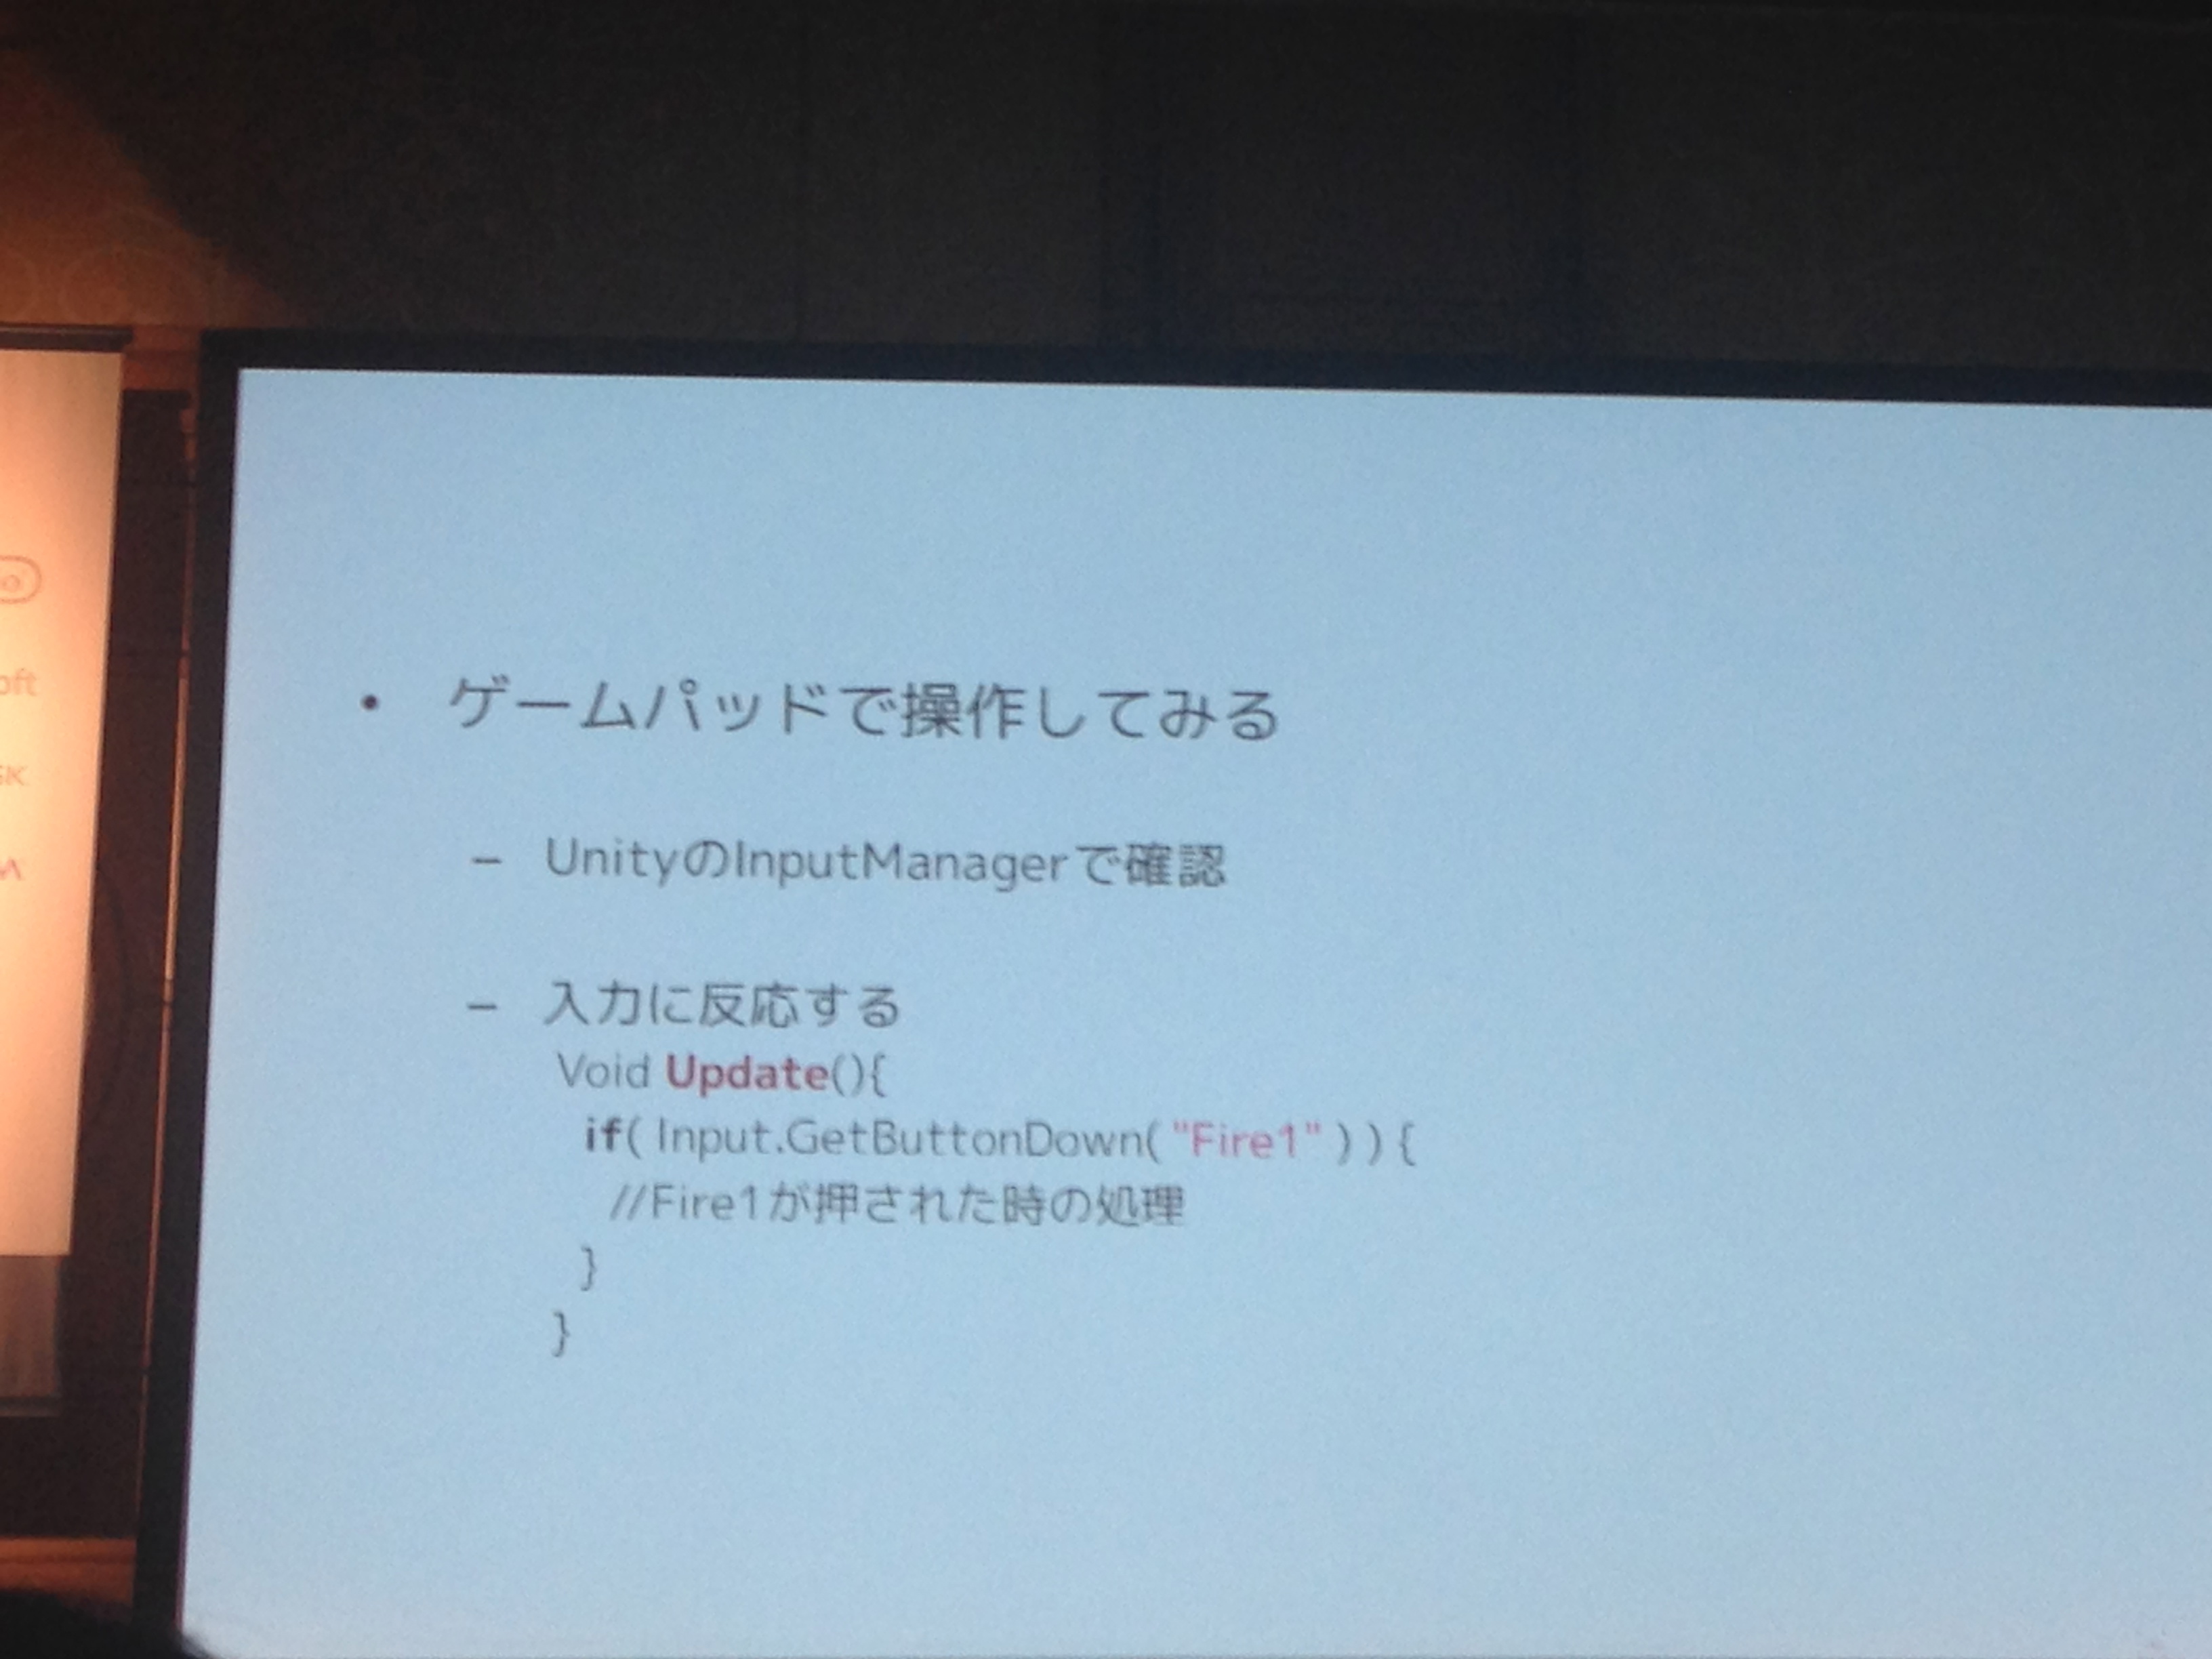 • ゲームパッドで操作してみる
– UnityのInputManagerで確認
– 入力に反応する
Void Update(){
if( Input.GetButtonDown( "Fire1" ) ) {
//Fire1が押された時の処理
}
}
oft